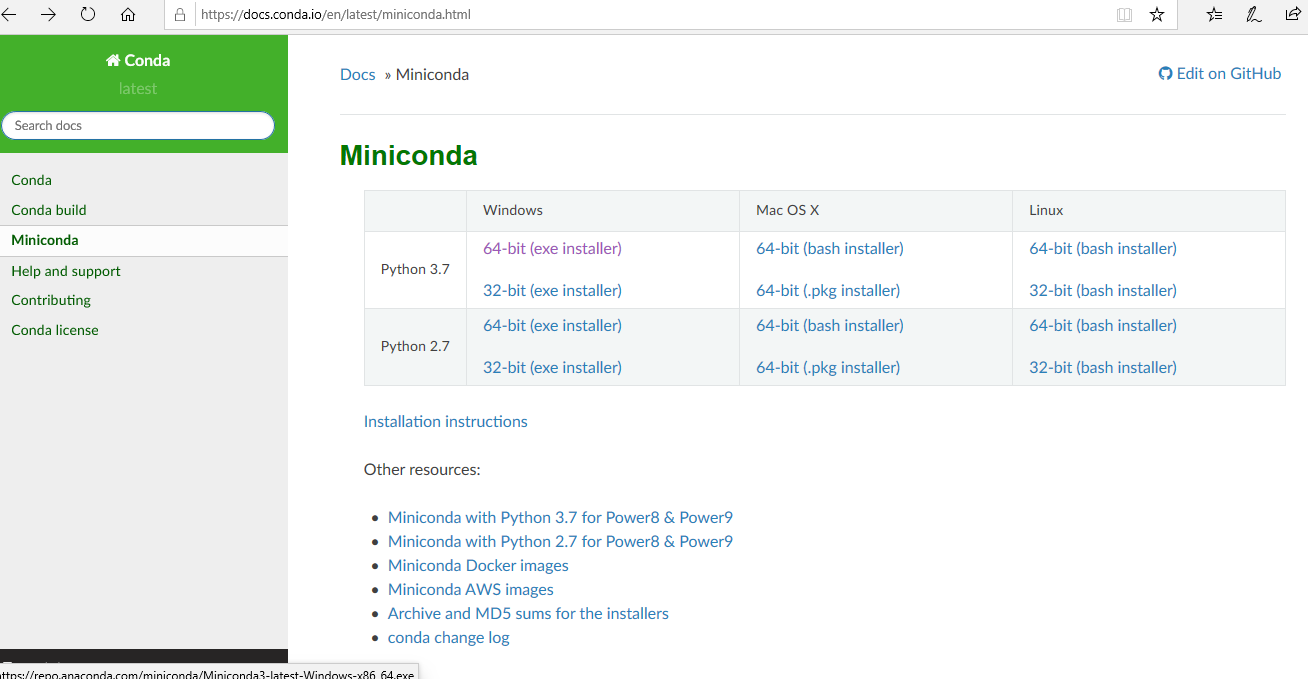 https://docs.conda.io/en/latest/miniconda.html
Conda
latest
Search docs
Conda
Conda build
Miniconda
Help and support
Contributing
Conda license
Docs » Miniconda
Edit on GitHub
Miniconda
Windows Mac OS X Linux
Python 3.7
64-bit (exe installer) 64-bit (bash installer) 64-bit (bash installer)
32-bit (exe installer) 64-bit (.pkg installer) 32-bit (bash installer)
Python 2.7
64-bit (exe installer) 64-bit (bash installer) 64-bit (bash installer)
32-bit (exe installer) 64-bit (.pkg installer) 32-bit (bash installer)
Installation instructions
Other resources:
• Miniconda with Python 3.7 for Power8 & Power9
• Miniconda with Python 2.7 for Power8 & Power9
• Miniconda Docker images
• Miniconda AWS images
• Archive and MD5 sums for the installers
• conda change log
ttps://repo.anaconda.com/miniconda/Miniconda3-latest-Windows-x86_64.exe